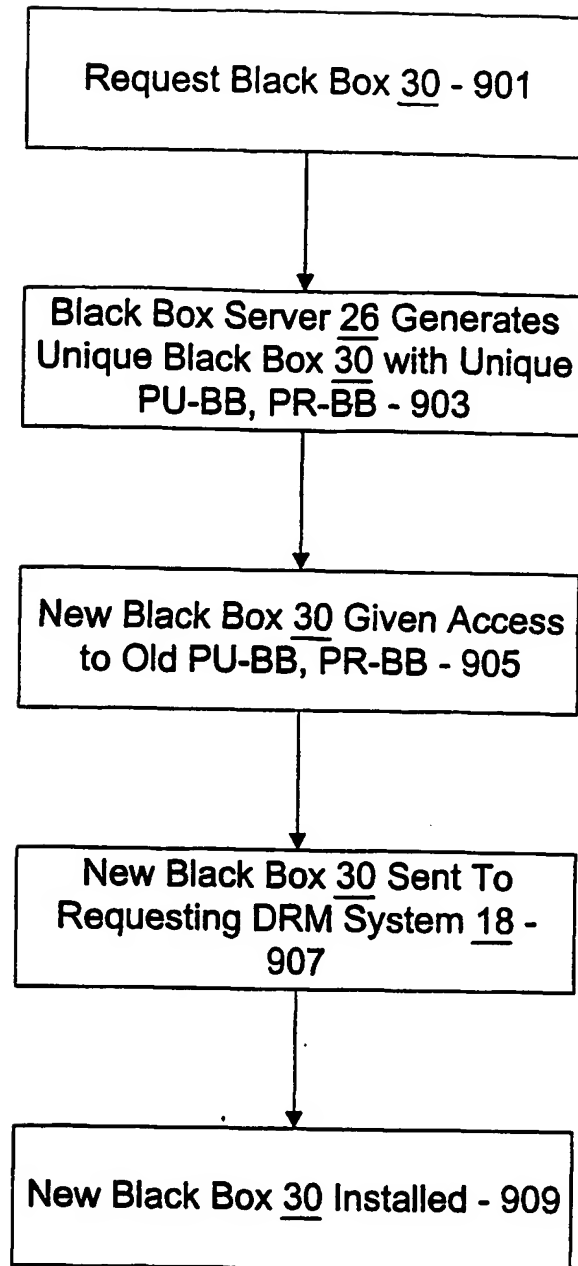 Request Black Box 30 - 901
Black Box Server 26 Generates
Unique Black Box 30 with Unique
PU-BB, PR-BB - 903
New Black Box 30 Given Access
to Old PU-BB, PR-BB - 905
New Black Box 30 Sent To
Requesting DRM System 18 -
907
New Black Box 30 Installed - 909